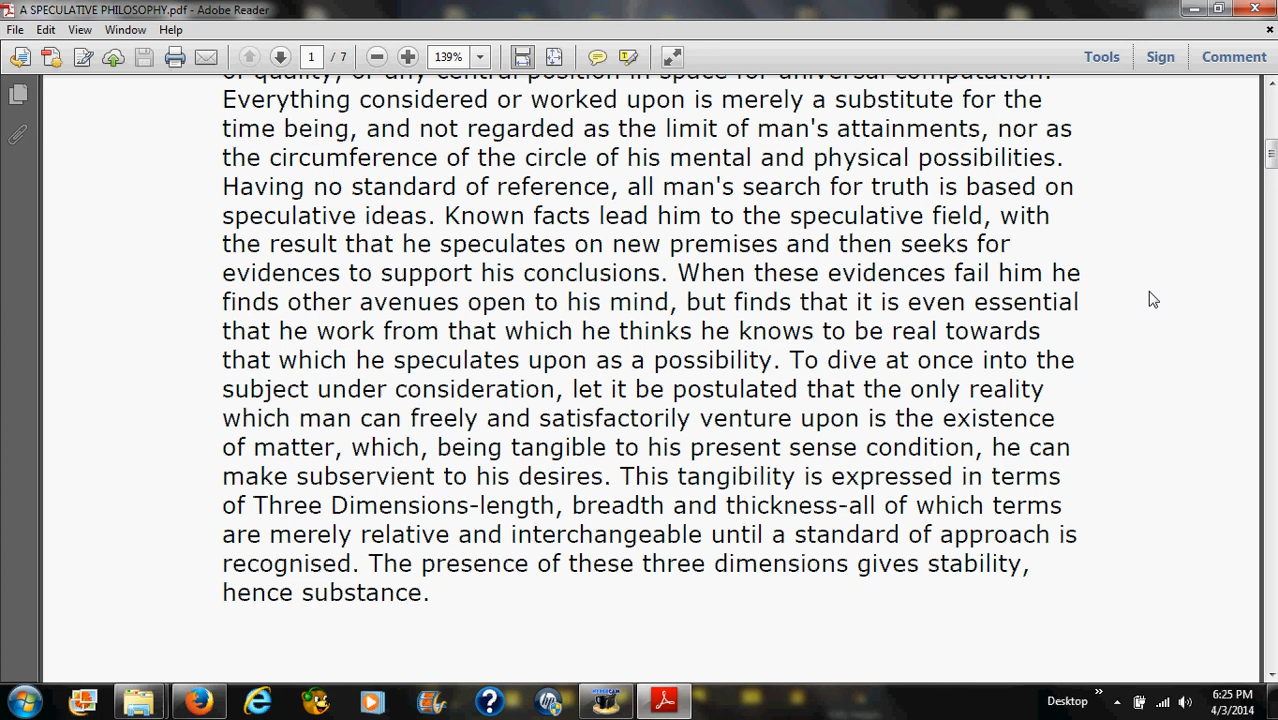 A SPECULATIVE PHILOSOPHY.pdf - Adobe Reader
File Edit View Window Help
1 / 7 139% Tools Sign Comment
of quality, or any central position in space for universal computation.
Everything considered or worked upon is merely a substitute for the
time being, and not regarded as the limit of man's attainments, nor as
the circumference of the circle of his mental and physical possibilities.
Having no standard of reference, all man's search for truth is based on
speculative ideas. Known facts lead him to the speculative field, with
the result that he speculates on new premises and then seeks for
evidences to support his conclusions. When these evidences fail him he
finds other avenues open to his mind, but finds that it is even essential
that he work from that which he thinks he knows to be real towards
that which he speculates upon as a possibility. To dive at once into the
subject under consideration, let it be postulated that the only reality
which man can freely and satisfactorily venture upon is the existence
of matter, which, being tangible to his present sense condition, he can
make subservient to his desires. This tangibility is expressed in terms
of Three Dimensions-length, breadth and thickness-all of which terms
are merely relative and interchangeable until a standard of approach is
recognised. The presence of these three dimensions gives stability,
hence substance.
Desktop
6:25 PM
4/3/2014